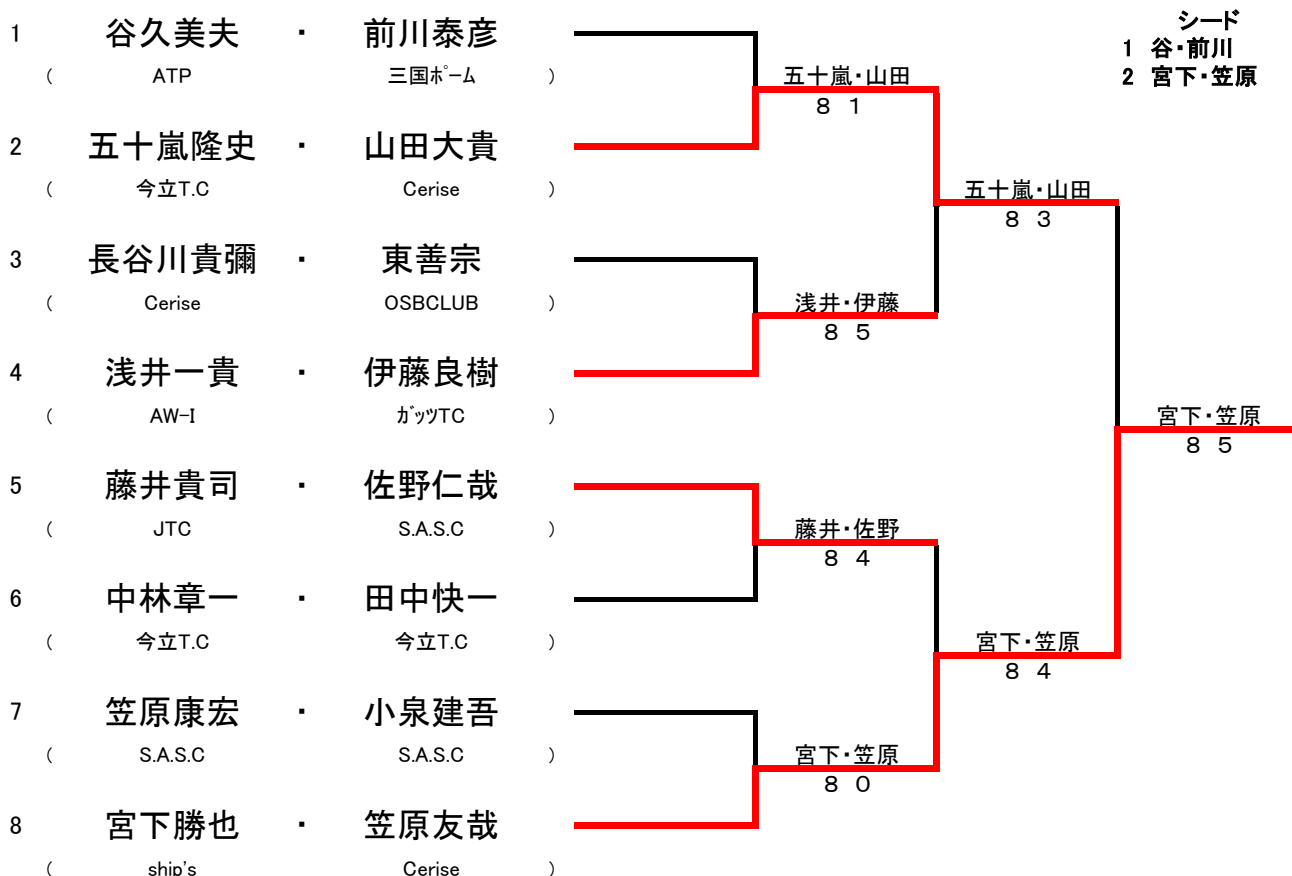 シード
1 谷・前川
2 宮下・笠原
1 谷久美夫 ・ 前川泰彦
( ATP 三国ﾎﾟｰﾑ )
五十嵐・山田
８ １
2 五十嵐隆史 ・ 山田大貴
( 今立T.C Cerise )
五十嵐・山田
８ ３
3 長谷川貴彌 ・ 東善宗
( Cerise OSBCLUB )
浅井・伊藤
８ ５
4 浅井一貴 ・ 伊藤良樹
( AW-I ｶﾞｯﾂTC )
宮下・笠原
８ ５
5 藤井貴司 ・ 佐野仁哉
( JTC S.A.S.C )
藤井・佐野
８ ４
6 中林章一 ・ 田中快一
( 今立T.C 今立T.C )
宮下・笠原
８ ４
7 笠原康宏 ・ 小泉建吾
( S.A.S.C S.A.S.C )
宮下・笠原
８ ０
8 宮下勝也 ・ 笠原友哉
( ship's Cerise )